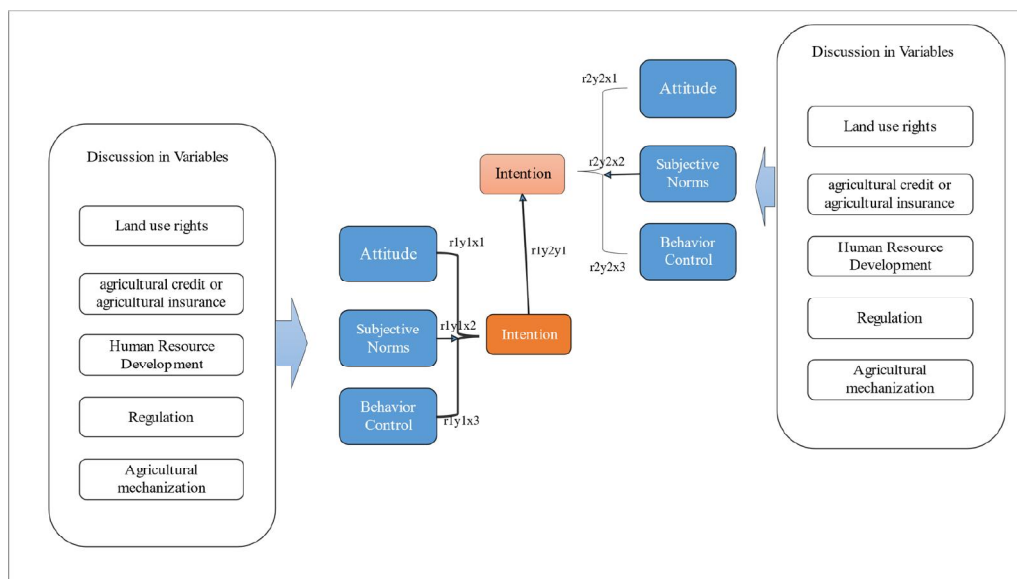 Discussion in Variables
Land use rights
agricultural credit or
agricultural insurance
Human Resource
Development
Regulation
Agricultural
mechanization
Attitude
Subjective
Norms
Behavior
Control
r1y1x1
r1y1x2
r1y1x3
Intention
r1y2y1
Intention
r2y2x1
r2y2x2
r2y2x3
Attitude
Subjective
Norms
Behavior
Control
Discussion in Variables
Land use rights
agricultural credit or
agricultural insurance
Human Resource
Development
Regulation
Agricultural
mechanization